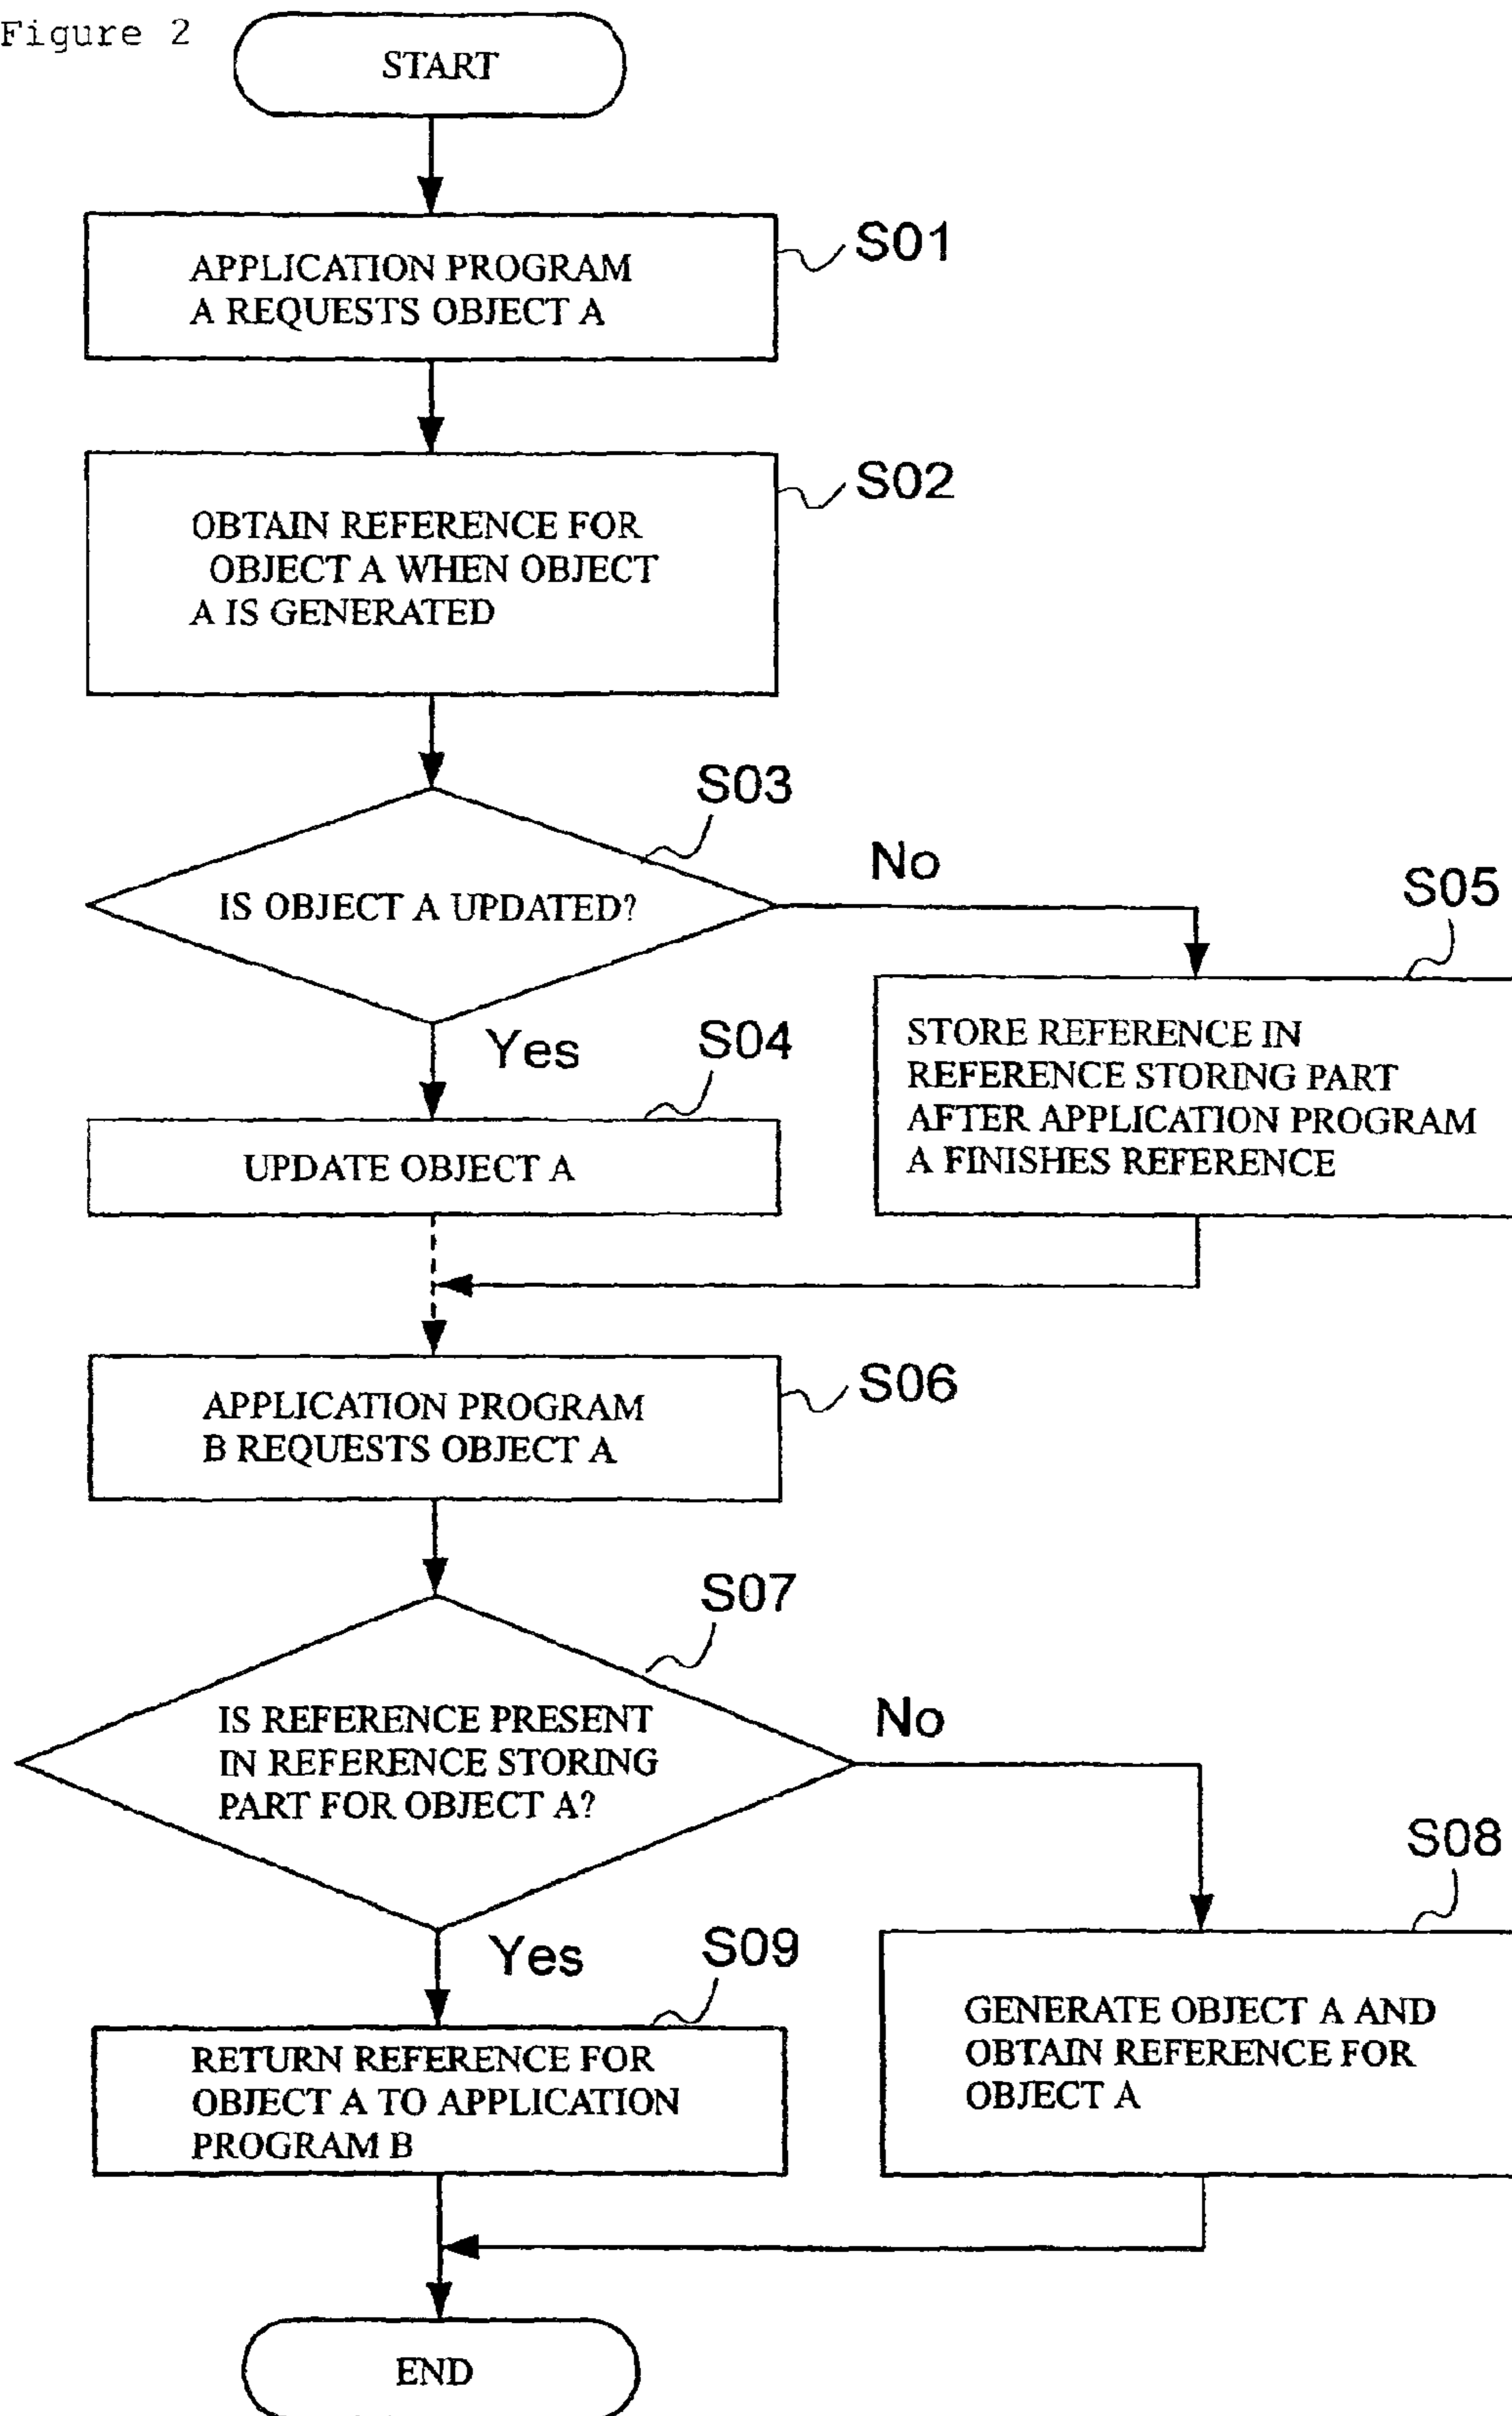 Figure 2
START
S01
APPLICATION PROGRAM
A REQUESTS OBJECT A
S02
OBTAIN REFERENCE FOR
OBJECT A WHEN OBJECT
A IS GENERATED
S03
IS OBJECT A UPDATED?
No
S05
STORE REFERENCE IN
REFERENCE STORING PART
AFTER APPLICATION PROGRAM
A FINISHES REFERENCE
Yes
S04
UPDATE OBJECT A
S06
APPLICATION PROGRAM
B REQUESTS OBJECT A
S07
IS REFERENCE PRESENT
IN REFERENCE STORING
PART FOR OBJECT A?
No
S08
GENERATE OBJECT A AND
OBTAIN REFERENCE FOR
OBJECT A
Yes
S09
RETURN REFERENCE FOR
OBJECT A TO APPLICATION
PROGRAM B
END